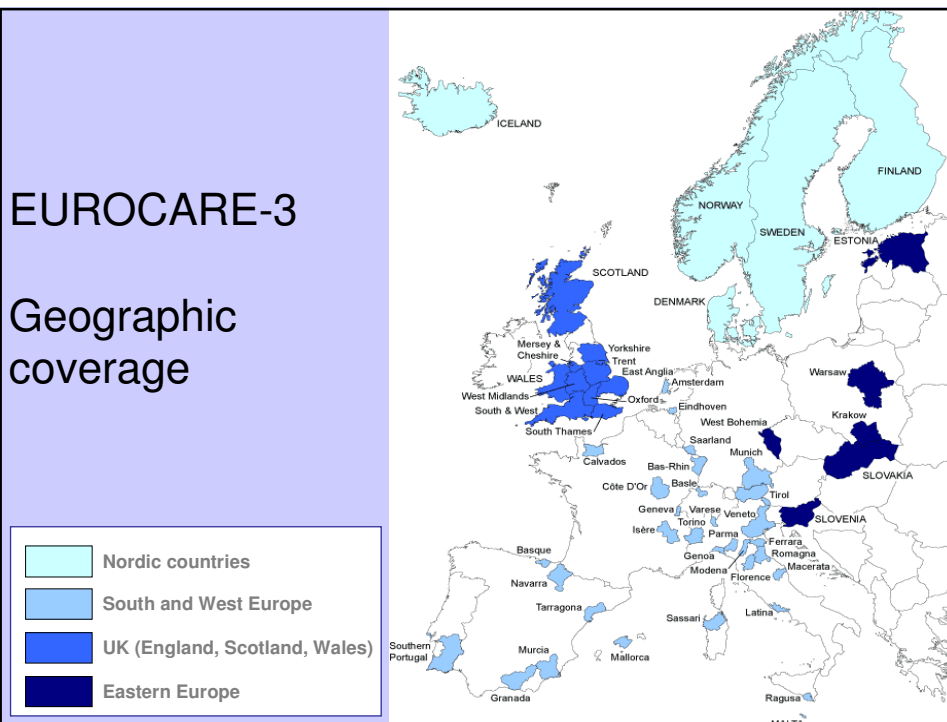 EUROCARE-3
Geographic
coverage
Nordic countries
South and West Europe
UK (England, Scotland, Wales)
Eastern Europe
ICELAND
FINLAND
NORWAY
SWEDEN
ESTONIA
SCOTLAND
DENMARK
Mersey &
Cheshire
Yorkshire
Trent
East Anglia
WALES
West Midlands
Oxford
South & West
South Thames
Amsterdam
Eindhoven
Warsaw
Krakow
West Bohemia
SLOVAKIA
Saarland
Munich
Calvados
Bas-Rhin
Côte D'Or
Basle
Tirol
Geneva
Varese
Veneto
SLOVENIA
Torino
Isère
Parma
Ferrara
Genoa
Romagna
Modena
Macerata
Florence
Basque
Navarra
Tarragona
Sassari
Latina
Southern
Portugal
Murcia
Mallorca
Granada
Ragusa
MALTA